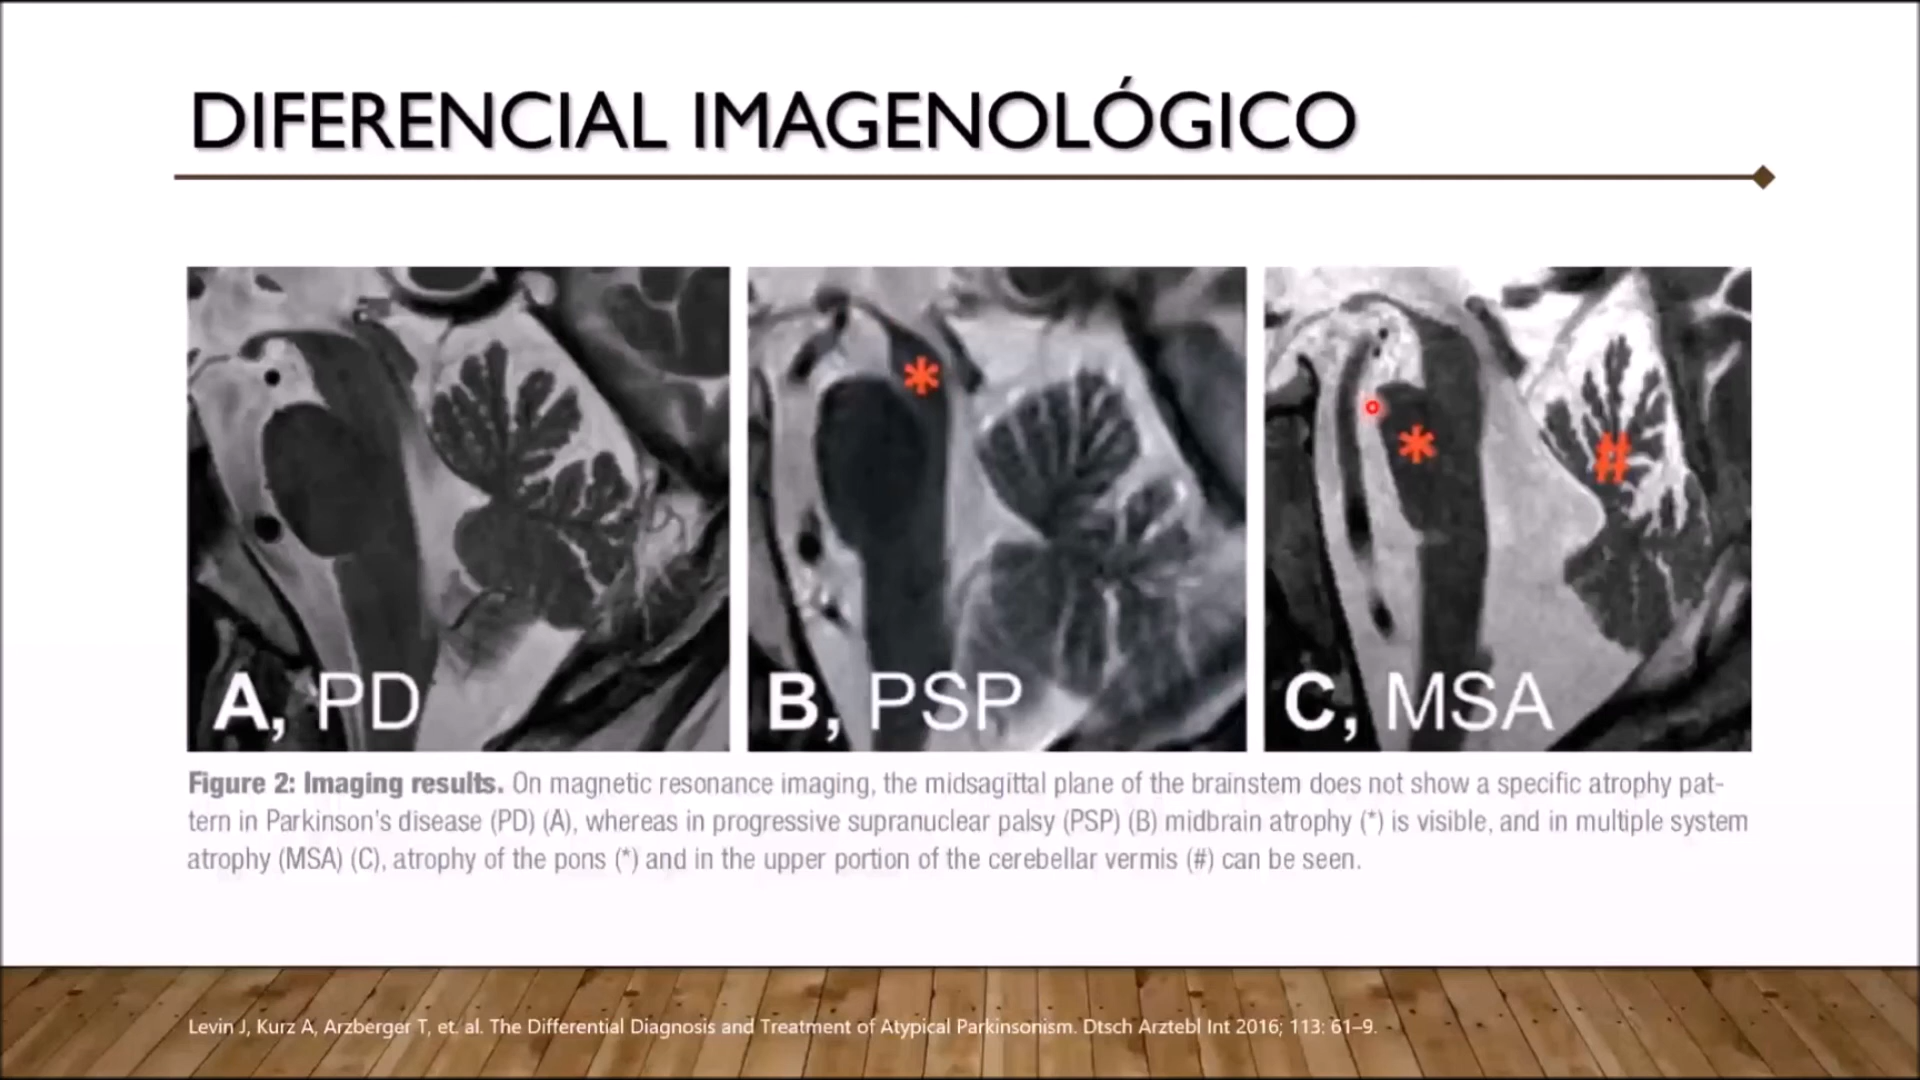 DIFERENCIAL IMAGENOLÓGICO
*
*
#
A, PD
B, PSP
C, MSA
Figure 2: Imaging results. On magnetic resonance imaging, the midsagittal plane of the brainstem does not show a specific atrophy pat-
tern in Parkinson's disease (PD) (A), whereas in progressive supranuclear palsy (PSP) (B) midbrain atrophy (*) is visible, and in multiple system
atrophy (MSA) (C), atrophy of the pons (*) and in the upper portion of the cerebellar vermis (#) can be seen.
Levin J, Kurz A, Arzberger T, et. al. The Differential Diagnosis and Treatment of Atypical Parkinsonism. Dtsch Arztebl Int 2016; 113: 61–9.